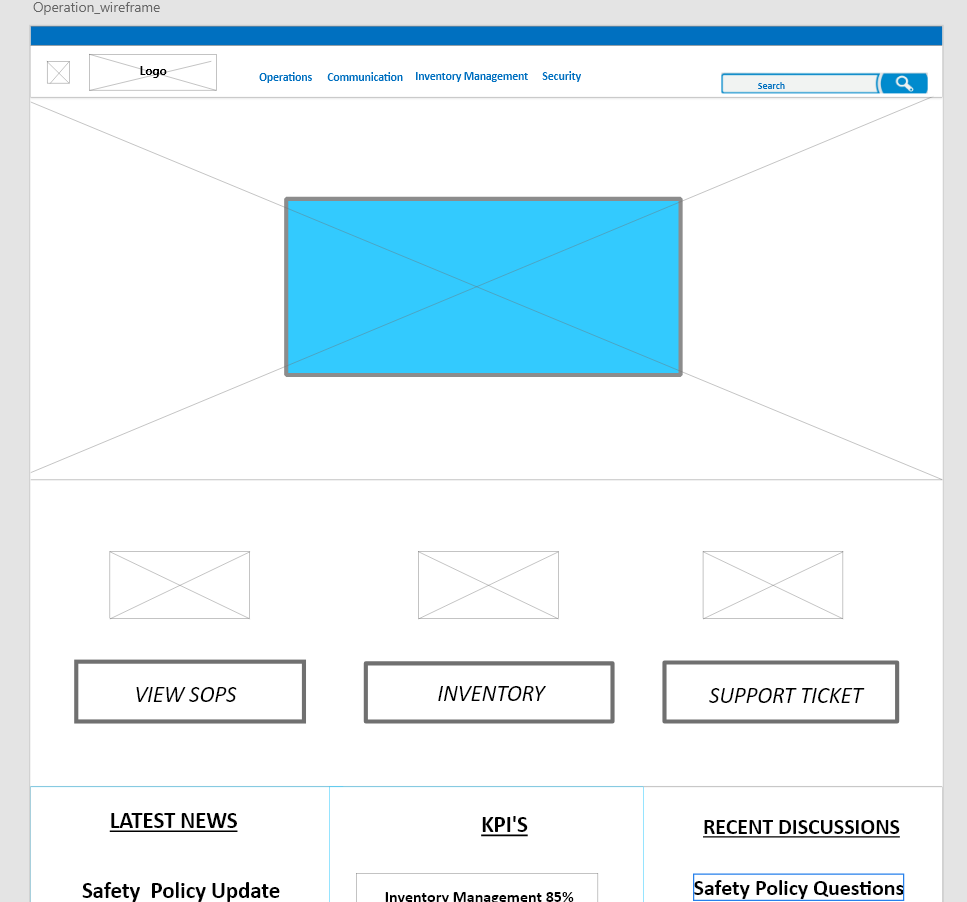 Operation_wireframe
Logo
Operations Communication Inventory Management Security
Search
VIEW SOPS
INVENTORY
SUPPORT TICKET
LATEST NEWS
KPI'S
RECENT DISCUSSIONS
Safety Policy Update
Inventory Management 85%
Safety Policy Questions